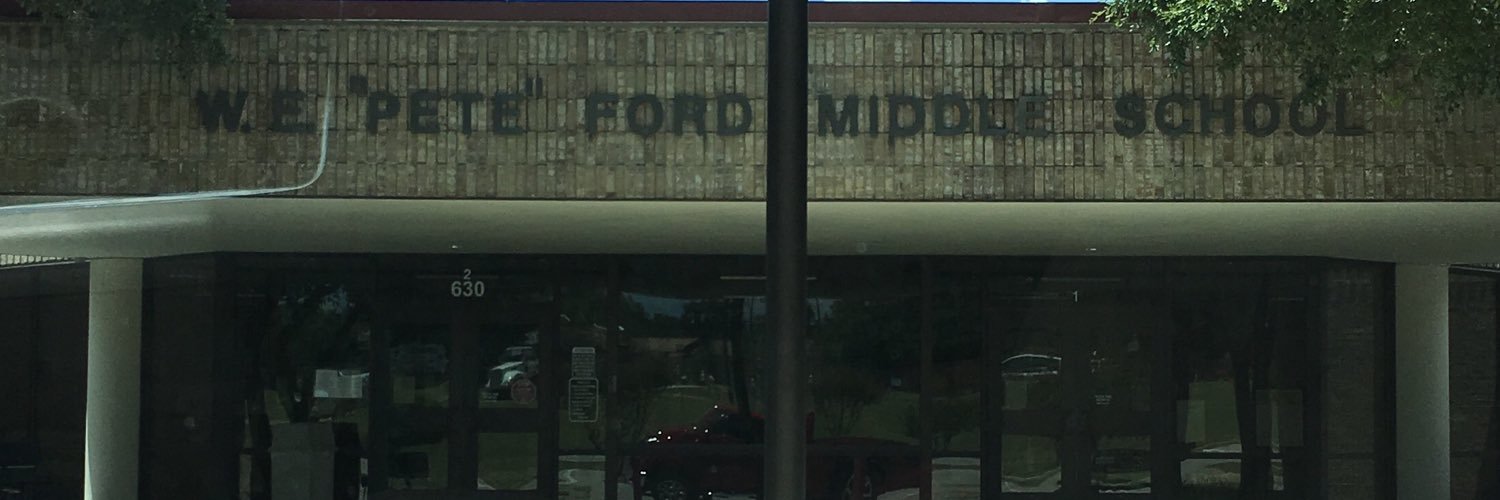 W. E. "PETE" FORD MIDDLE SCHOOL
2
630
1